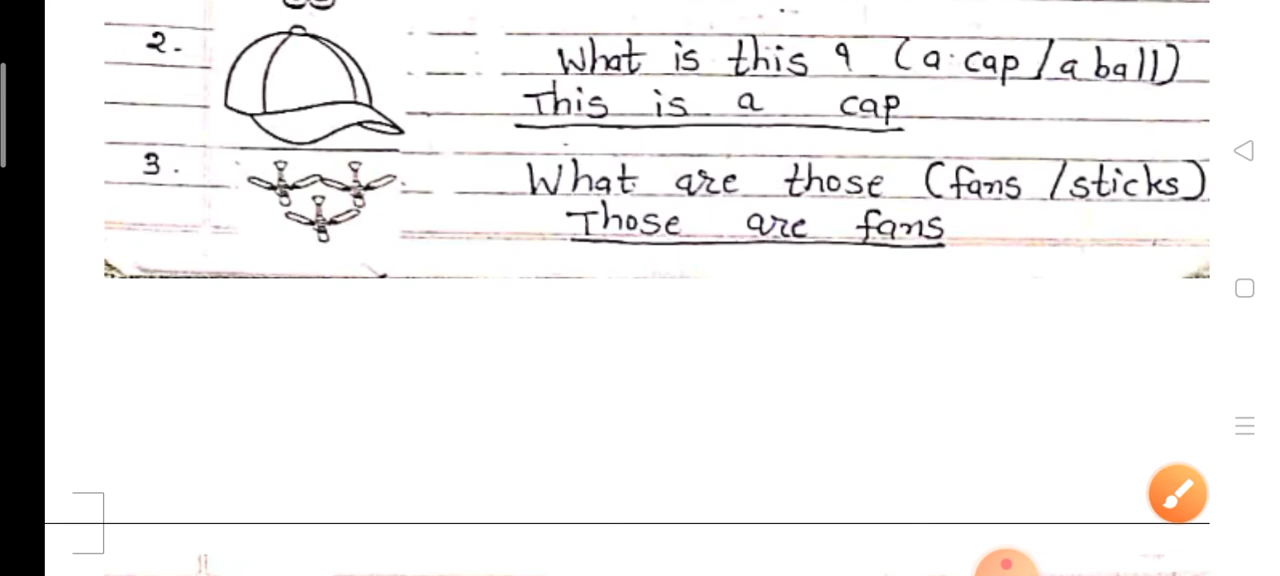 2.
What is this ? (a cap / a ball)
This is a cap
3.
What are those (fans / sticks)
Those are fans